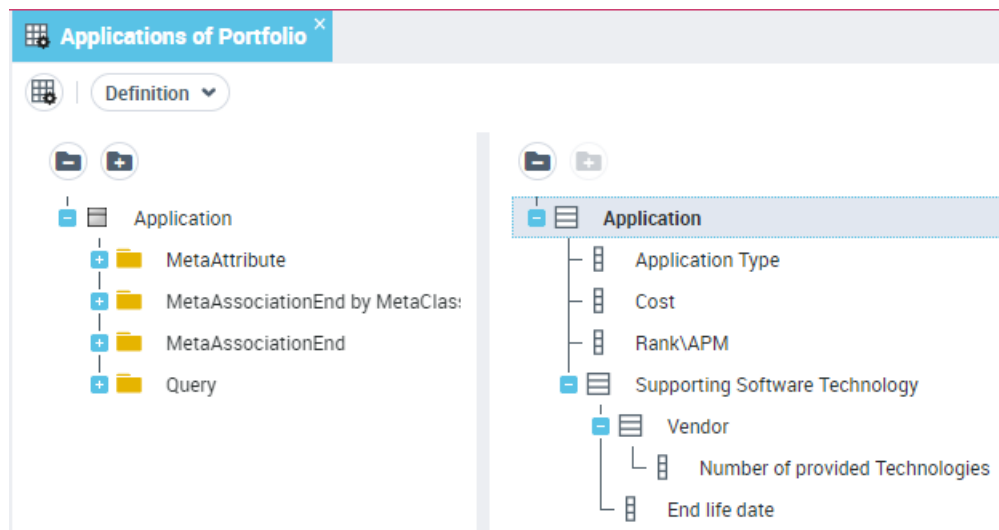 Applications of Portfolio
Definition
Application
MetaAttribute
MetaAssociationEnd by MetaClas
MetaAssociationEnd
Query
Application
Application Type
Cost
Rank\APM
Supporting Software Technology
Vendor
Number of provided Technologies
End life date